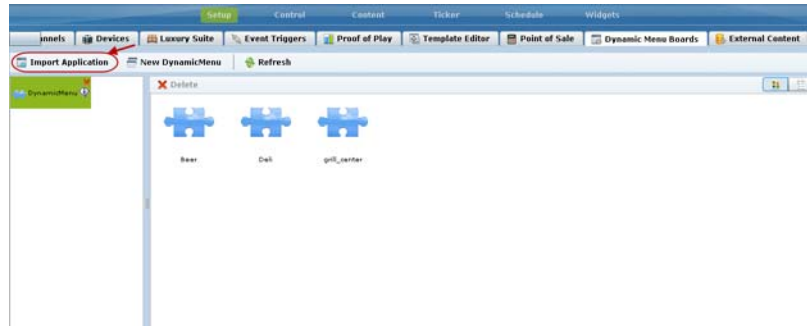 Setup Control Content Ticker Schedule Widgets
nnels Devices Luxury Suite Event Triggers Proof of Play Template Editor Point of Sale Dynamic Menu Boards External Content
Import Application New DynamicMenu Refresh
DynamicMenu Delete
Beer Deli grill_center